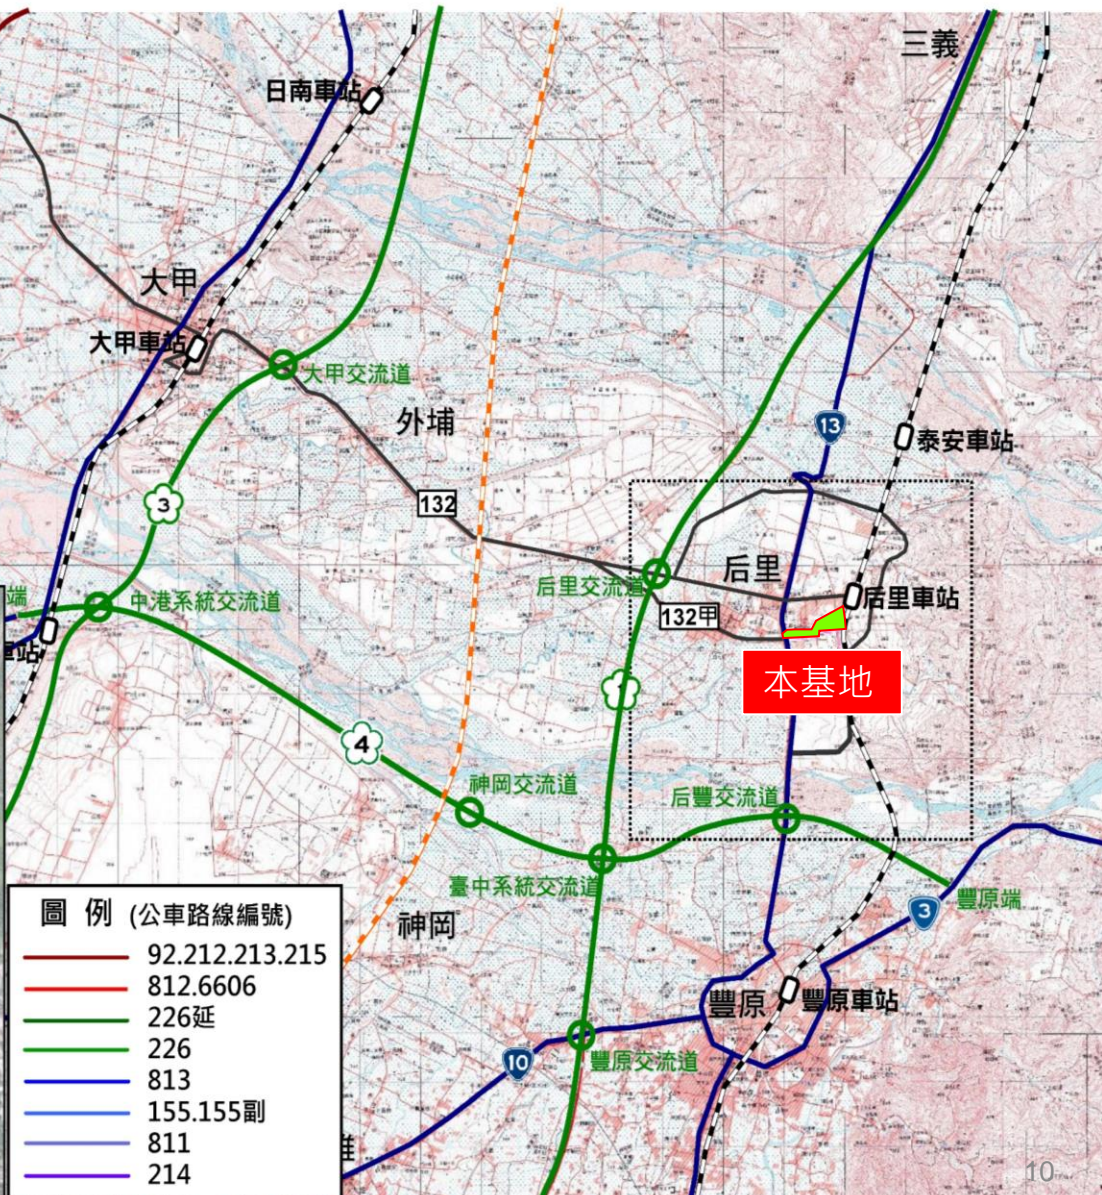 三義
日南車站
大甲
大甲車站
大甲交流道
外埔
13
泰安車站
3
132
后里交流道
后里
后里車站
132甲
端
中港系統交流道
車站
本基地
1
4
神岡交流道
后豐交流道
臺中系統交流道
豐原端
3
神岡
豐原
豐原車站
10
豐原交流道
圖 例 (公車路線編號)
92.212.213.215
812.6606
226延
226
813
155.155副
811
214
10